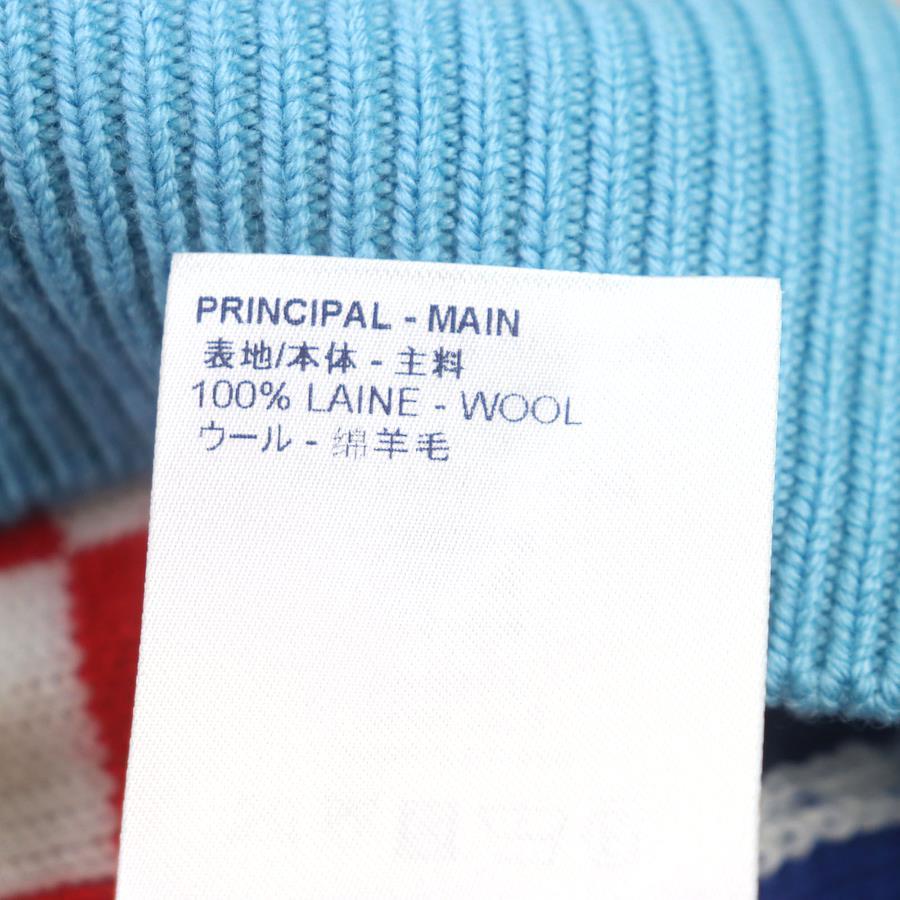 PRINCIPAL - MAIN
表地/本体 - 主料
100% LAINE - WOOL
ウール - 绵羊毛